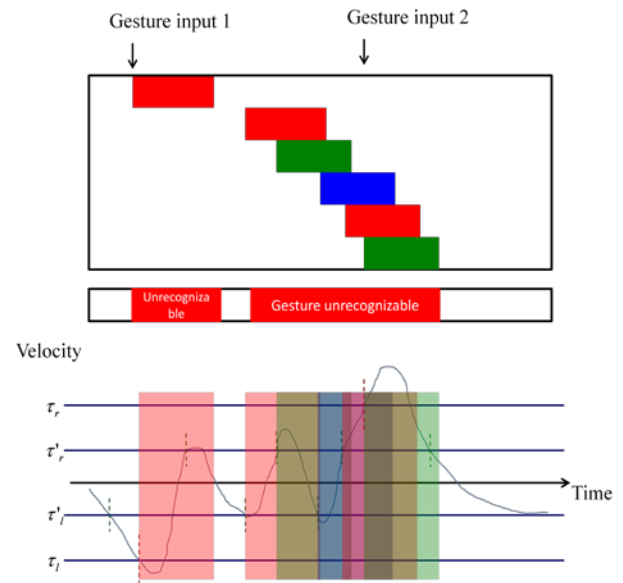 Gesture input 1
Gesture input 2
Unrecogniza
ble
Gesture unrecognizable
Velocity
τr
τ'r
Time
τ'l
τl